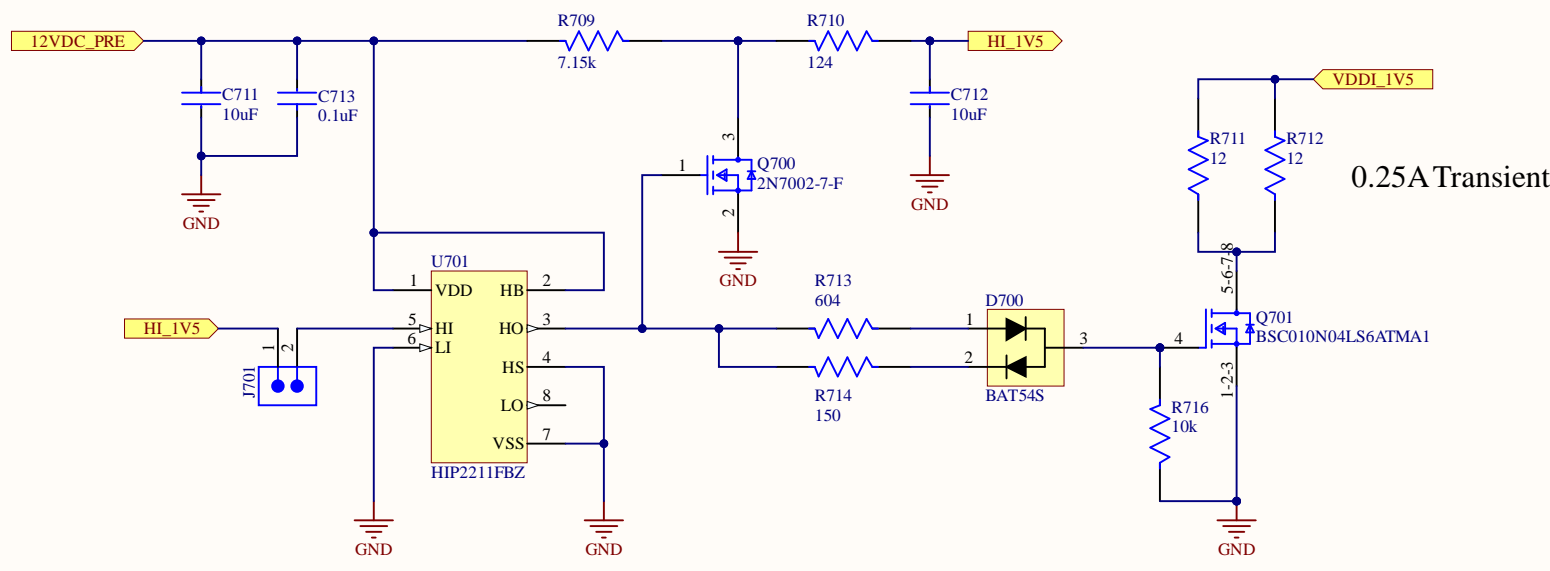 12VDC_PRE
C711
10uF
C713
0.1uF
GND
R709
7.15k
R710
124
HI_1V5
C712
10uF
GND
3
1
2
Q700
2N7002-7-F
GND
VDDI_1V5
R711
12
R712
12
0.25A Transient
U701
1 VDD
HB 2
HI_1V5
5 HI
6 LI
HO 3
HS 4
LO 8
VSS 7
HIP2211FBZ
1
2
J701
GND
GND
R713
604
R714
150
D700
1
2
3
BAT54S
5-6-7-8
4
Q701
BSC010N04LS6ATMA1
1-2-3
R716
10k
GND